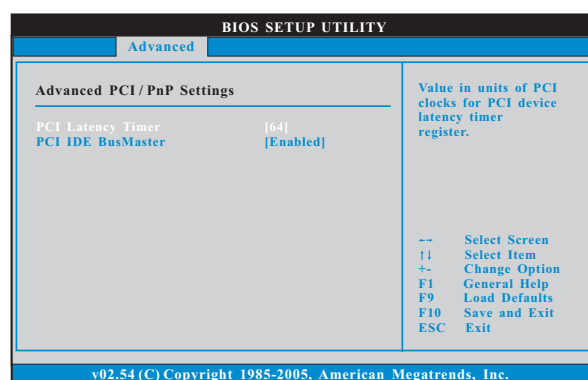 BIOS SETUP UTILITY
Advanced
Advanced PCI / PnP Settings
PCI Latency Timer [64]
PCI IDE BusMaster [Enabled]
Value in units of PCI
clocks for PCI device
latency timer
register.
←→ Select Screen
↑↓ Select Item
+- Change Option
F1 General Help
F9 Load Defaults
F10 Save and Exit
ESC Exit
v02.54 (C) Copyright 1985-2005, American Megatrends, Inc.